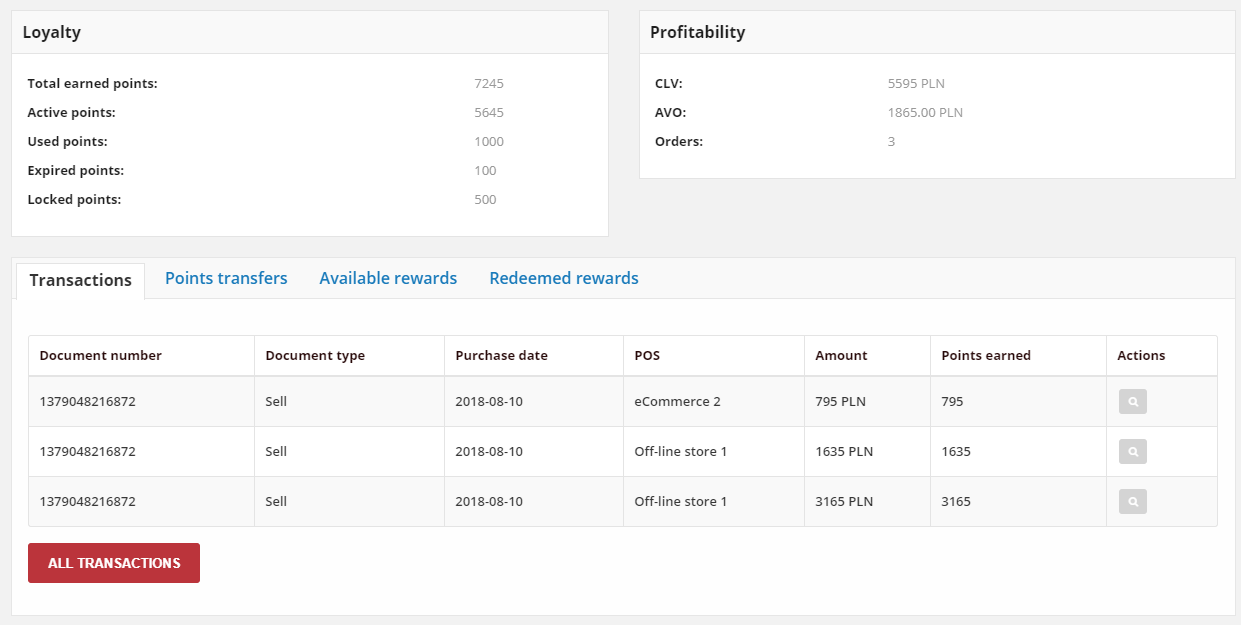 Loyalty
Total earned points: 7245
Active points: 5645
Used points: 1000
Expired points: 100
Locked points: 500
Profitability
CLV: 5595 PLN
AVO: 1865.00 PLN
Orders: 3
Transactions Points transfers Available rewards Redeemed rewards
Document number Document type Purchase date POS Amount Points earned Actions
1379048216872 Sell 2018-08-10 eCommerce 2 795 PLN 795
1379048216872 Sell 2018-08-10 Off-line store 1 1635 PLN 1635
1379048216872 Sell 2018-08-10 Off-line store 1 3165 PLN 3165
ALL TRANSACTIONS